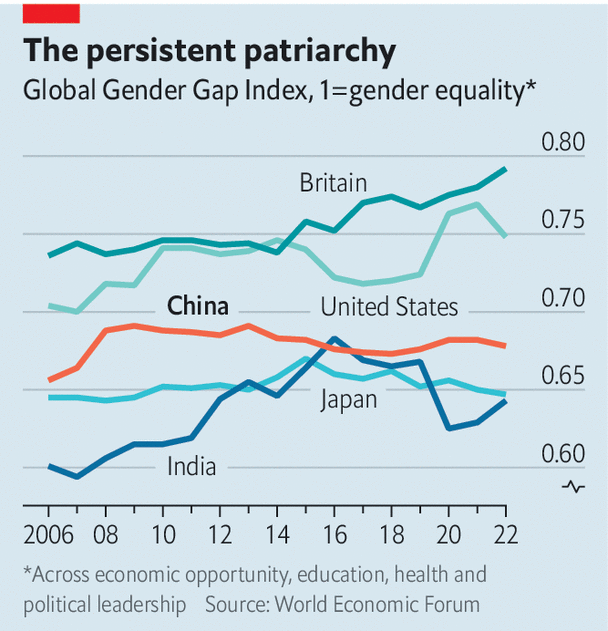 The persistent patriarchy
Global Gender Gap Index, 1=gender equality*
0.80
Britain
0.75
China
United States
0.70
Japan
0.65
India
0.60
2006 08 10 12 14 16 18 20 22
*Across economic opportunity, education, health and
political leadership Source: World Economic Forum